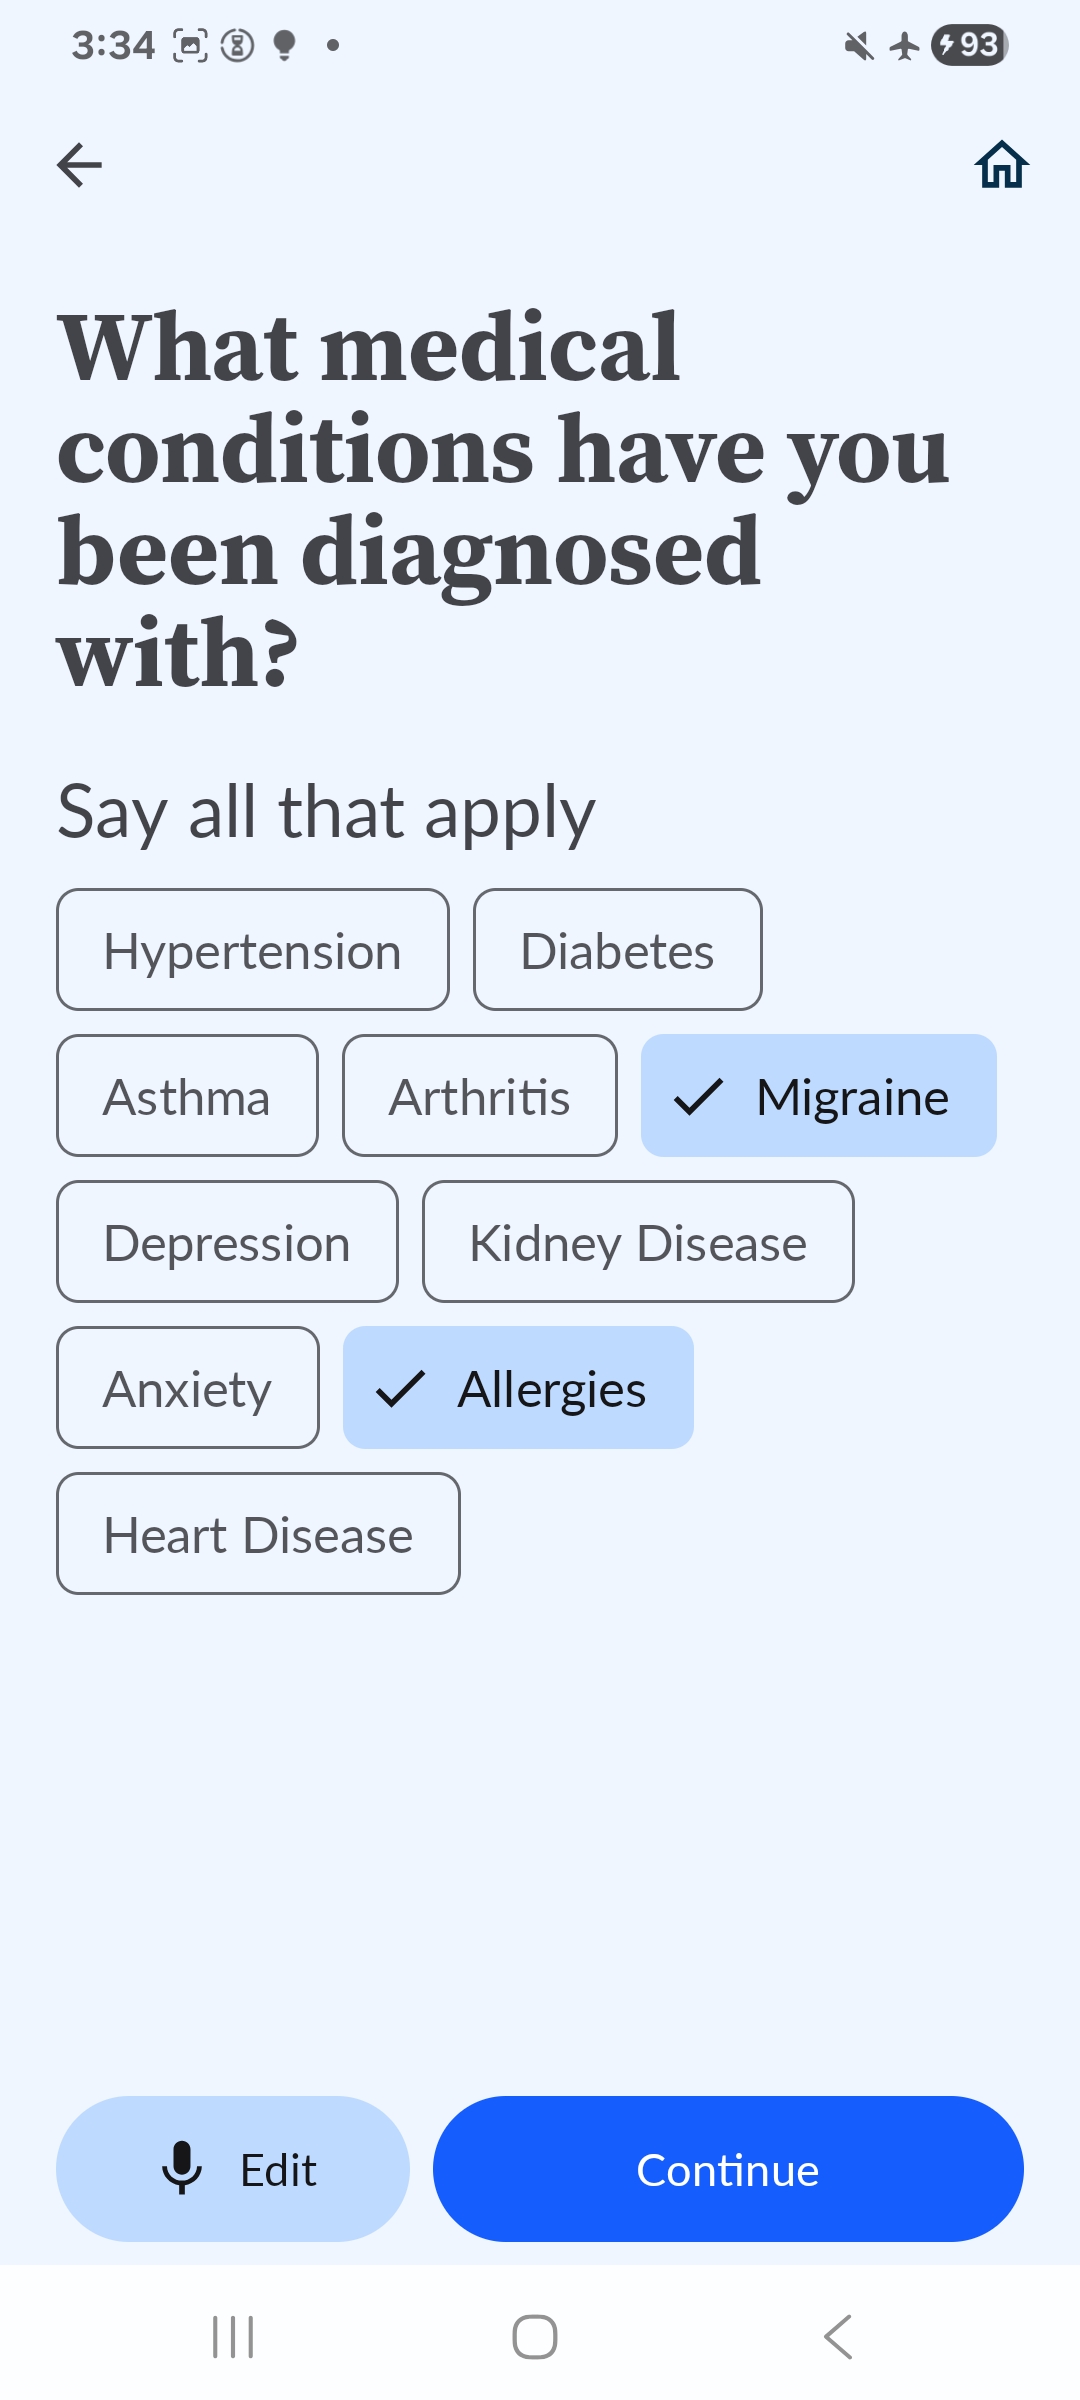 3:34
93
What medical
conditions have you
been diagnosed
with?
Say all that apply
Hypertension Diabetes
Asthma Arthritis Migraine
Depression Kidney Disease
Anxiety Allergies
Heart Disease
Edit Continue